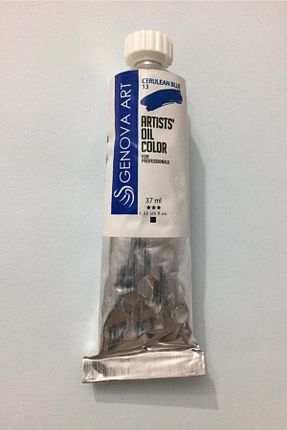 GENOVA ART
CERULEAN BLUE
13
ARTISTS'
OIL
COLOR
FOR
PROFESSIONALS
37 ml
★★★
1.25 US fl.oz.